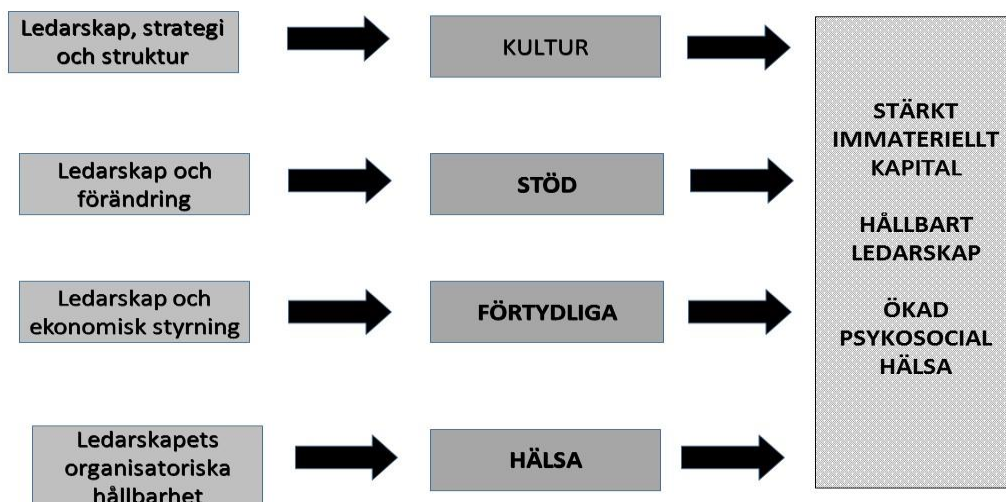 Ledarskap, strategi
och struktur
KULTUR
Ledarskap och
förändring
STÖD
Ledarskap och
ekonomisk styrning
FÖRTYDLIGA
Ledarskapets
organisatoriska
hållbarhet
HÄLSA
STÄRKT
IMMATERIELLT
KAPITAL
HÅLLBART
LEDARSKAP
ÖKAD
PSYKOSOCIAL
HÄLSA